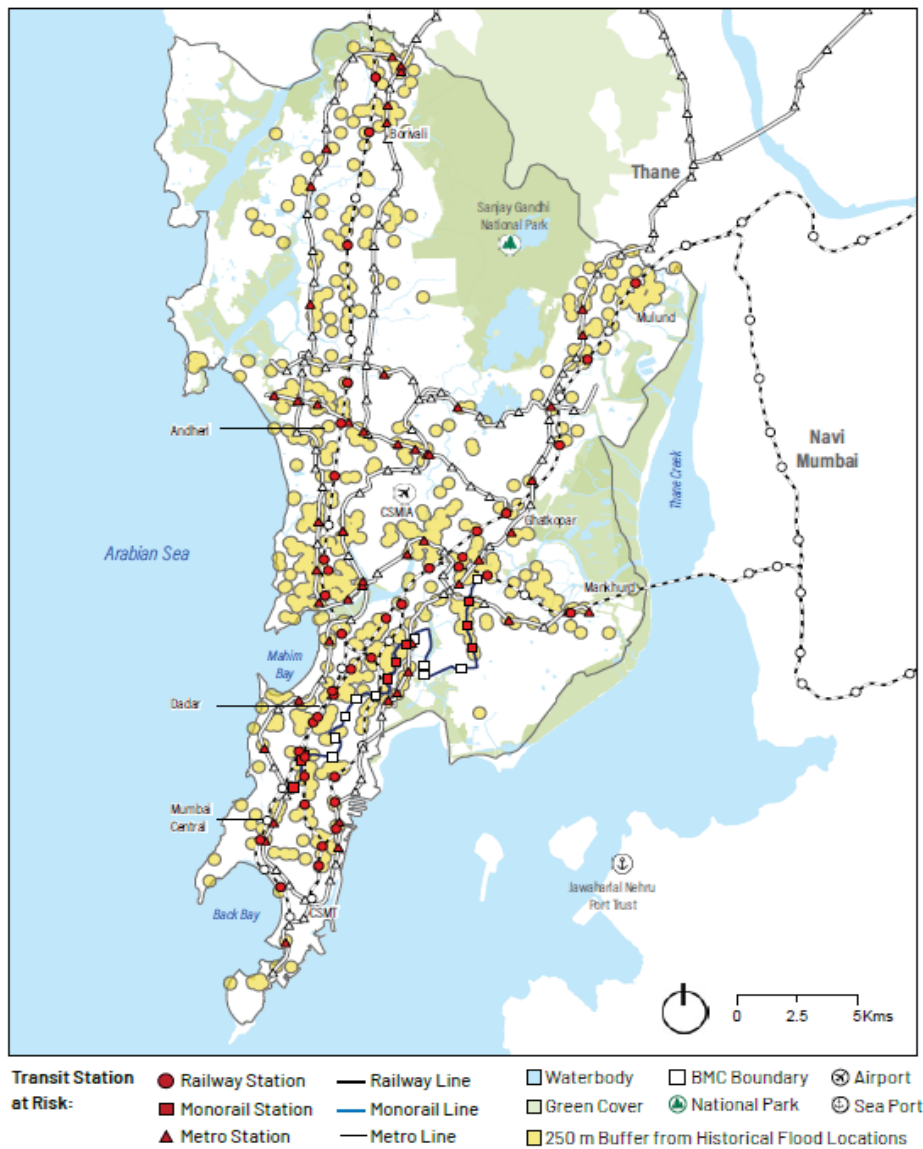 Borivali
Thane
Sanjay Gandhi
National Park
Mulund
Andheri
Navi
Mumbai
Thane Creek
CSMIA
Ghatkopar
Arabian Sea
Mankhurd
Mahim
Bay
Dadar
Mumbai
Central
Jawaharlal Nehru
Port Trust
Back Bay
CSMT
0 2.5 5Kms
Transit Station
at Risk:
Railway Station
Monorail Station
Metro Station
Railway Line
Monorail Line
Metro Line
Waterbody
Green Cover
BMC Boundary
National Park
Airport
Sea Port
250 m Buffer from Historical Flood Locations